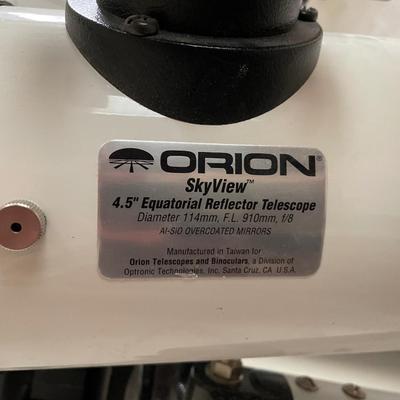 ORION®
SkyView™
4.5" Equatorial Reflector Telescope
Diameter 114mm, F.L. 910mm, f/8
Al-SiO OVERCOATED MIRRORS
Manufactured in Taiwan for
Orion Telescopes and Binoculars, a Division of
Optronic Technologies, Inc. Santa Cruz, CA U.S.A.